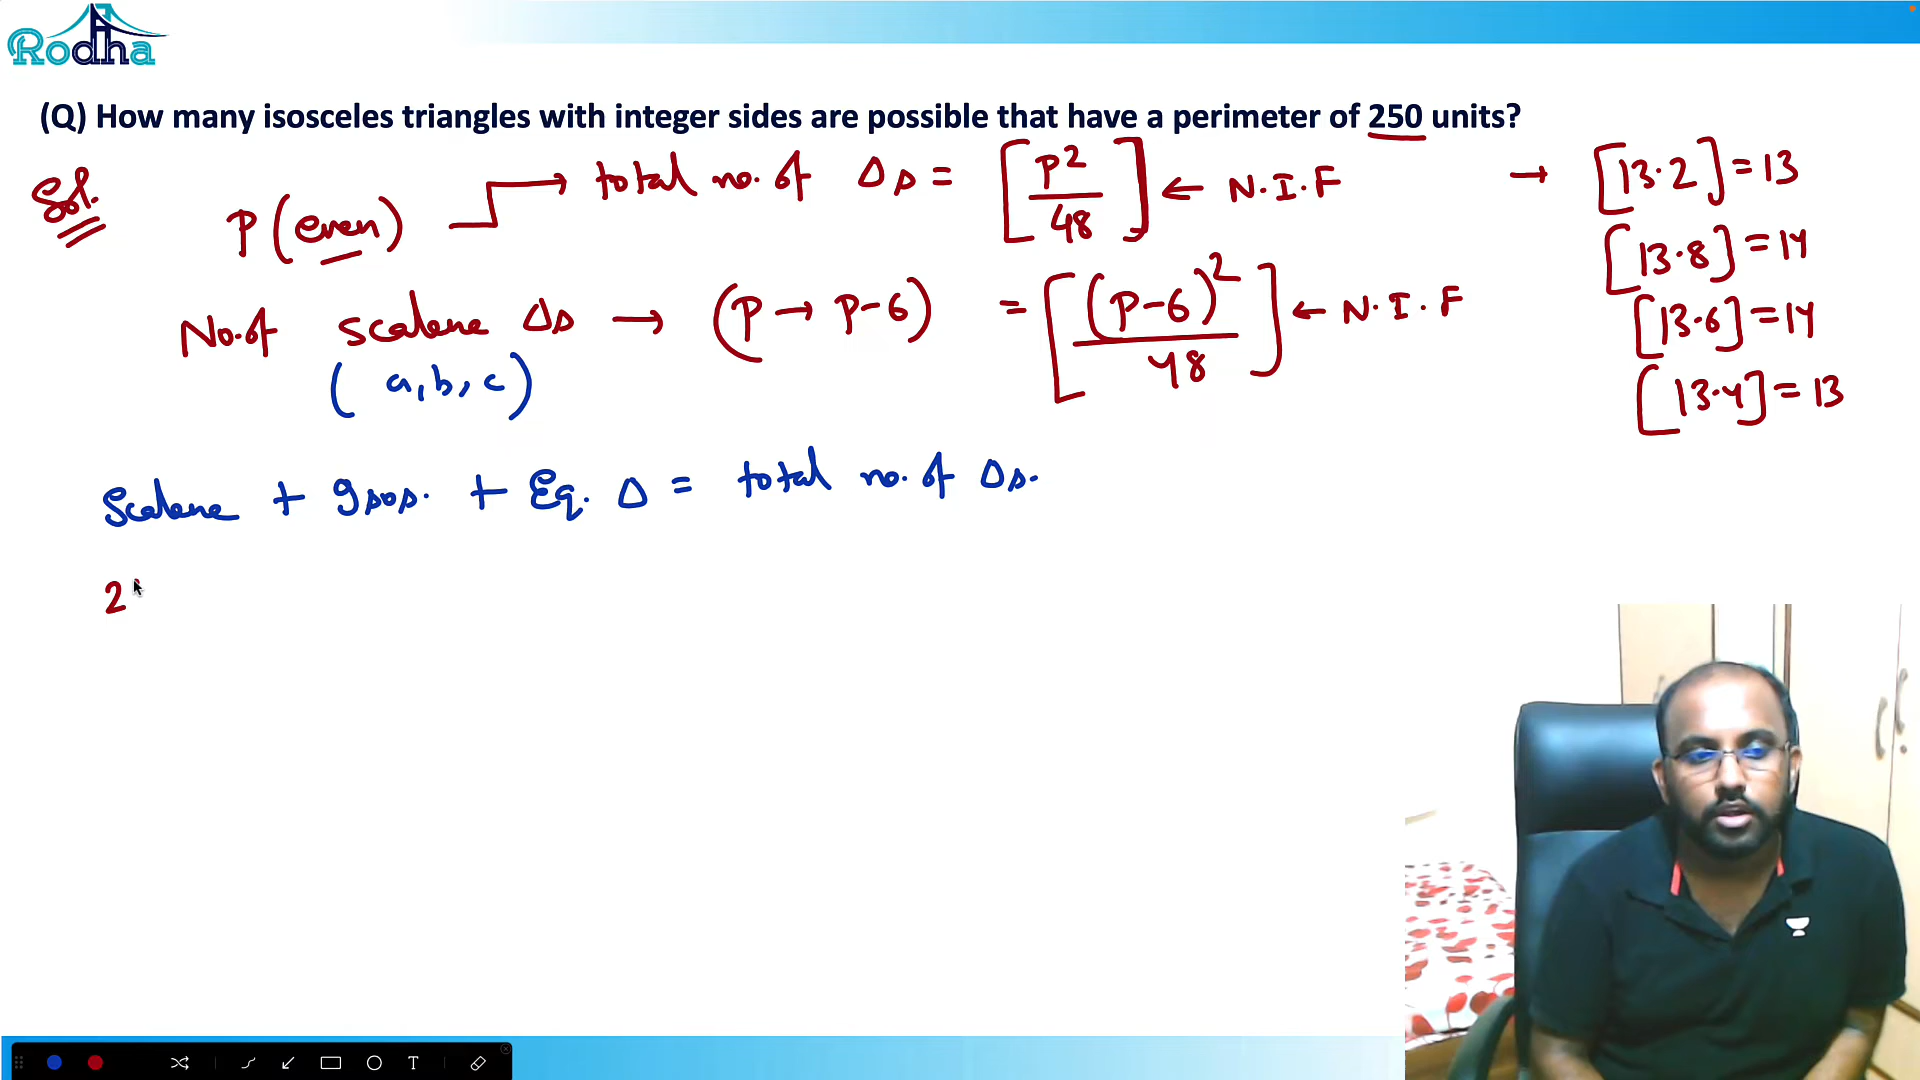 Rodha
(Q) How many isosceles triangles with integer sides are possible that have a perimeter of 250 units?
Sol.
P (even) → total no. of Δs = [P²/48] ← N.I.F
→ [13.2] = 13
[13.8] = 14
[13.6] = 14
[13.4] = 13
No. of scalene Δs → (P → P-6) = [(P-6)²/48] ← N.I.F
(a, b, c)
Scalene + Isos. + Eq. Δ = total no. of Δs.
2
T